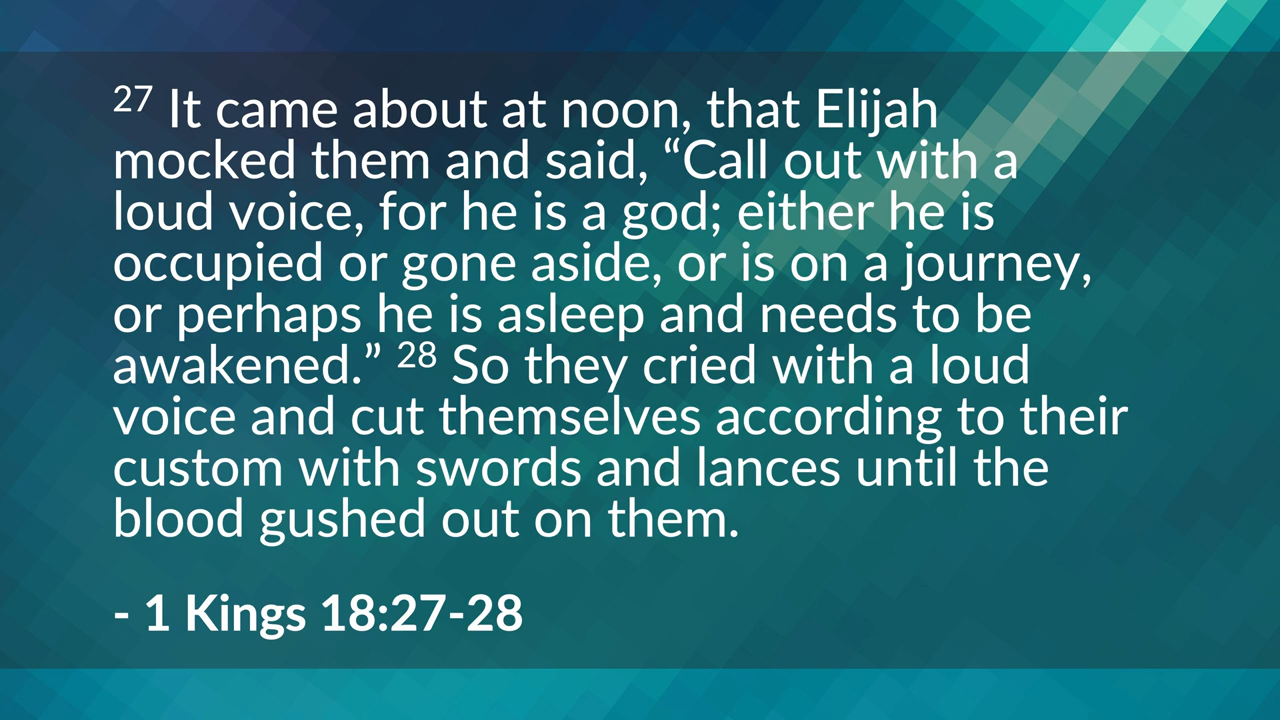 27 It came about at noon, that Elijah
mocked them and said, “Call out with a
loud voice, for he is a god; either he is
occupied or gone aside, or is on a journey,
or perhaps he is asleep and needs to be
awakened.” 28 So they cried with a loud
voice and cut themselves according to their
custom with swords and lances until the
blood gushed out on them.
- 1 Kings 18:27-28